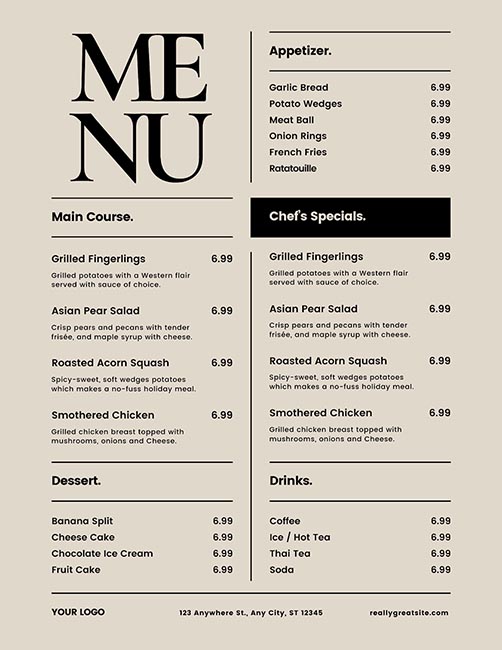 ME
NU
Appetizer.
Garlic Bread 6.99
Potato Wedges 6.99
Meat Ball 6.99
Onion Rings 6.99
French Fries 6.99
Ratatouille 6.99
Main Course.
Grilled Fingerlings 6.99
Grilled potatoes with a Western flair
served with sauce of choice.
Asian Pear Salad 6.99
Crisp pears and pecans with tender
frisée, and maple syrup with cheese.
Roasted Acorn Squash 6.99
Spicy-sweet, soft wedges potatoes
which makes a no-fuss holiday meal.
Smothered Chicken 6.99
Grilled chicken breast topped with
mushrooms, onions and Cheese.
Chef's Specials.
Grilled Fingerlings 6.99
Grilled potatoes with a Western flair
served with sauce of choice.
Asian Pear Salad 6.99
Crisp pears and pecans with tender
frisée, and maple syrup with cheese.
Roasted Acorn Squash 6.99
Spicy-sweet, soft wedges potatoes
which makes a no-fuss holiday meal.
Smothered Chicken 6.99
Grilled chicken breast topped with
mushrooms, onions and Cheese.
Dessert.
Banana Split 6.99
Cheese Cake 6.99
Chocolate Ice Cream 6.99
Fruit Cake 6.99
Drinks.
Coffee 6.99
Ice / Hot Tea 6.99
Thai Tea 6.99
Soda 6.99
YOUR LOGO 123 Anywhere St., Any City, ST 12345 reallygreatsite.com